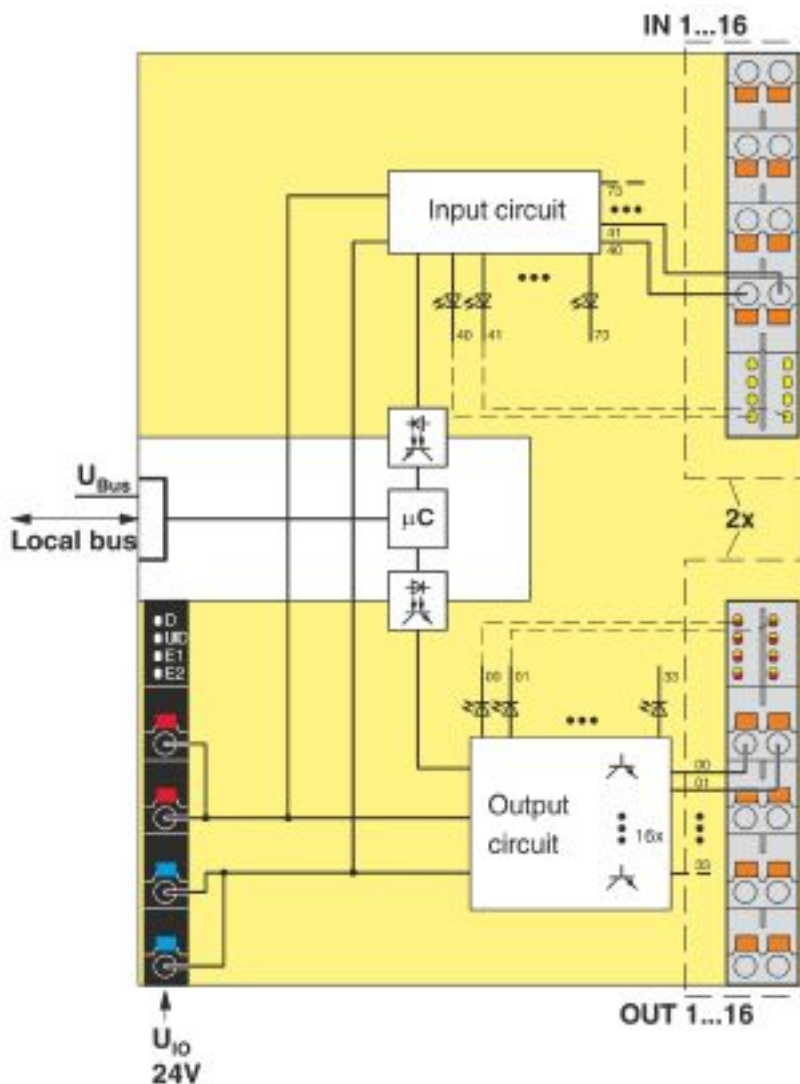 IN 1...16
Input circuit
73
41
40
40
41
73
U Bus
Local bus
µC
2x
D
UIO
E1
E2
00
01
33
00
01
Output
circuit
16x
33
OUT 1...16
U IO
24V